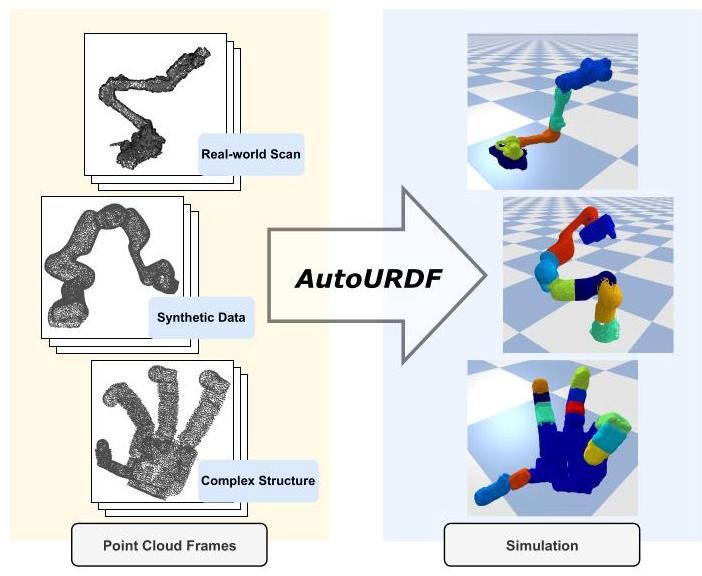 Real-world Scan
Synthetic Data
Complex Structure
Point Cloud Frames
AutoURDF
Simulation